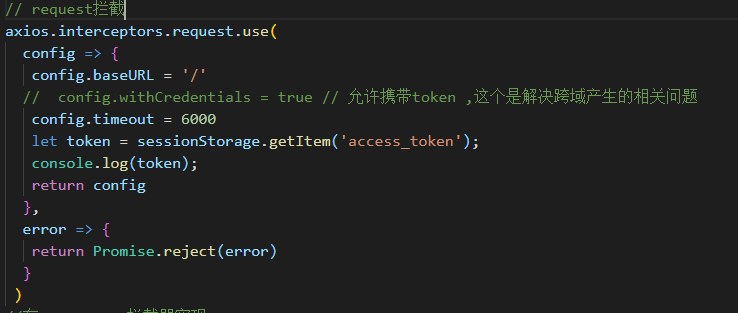 // request拦截
axios.interceptors.request.use(
config => {
config.baseURL = '/'
// config.withCredentials = true // 允许携带token ,这个是解决跨域产生的相关问题
config.timeout = 6000
let token = sessionStorage.getItem('access_token');
console.log(token);
return config
},
error => {
return Promise.reject(error)
}
)